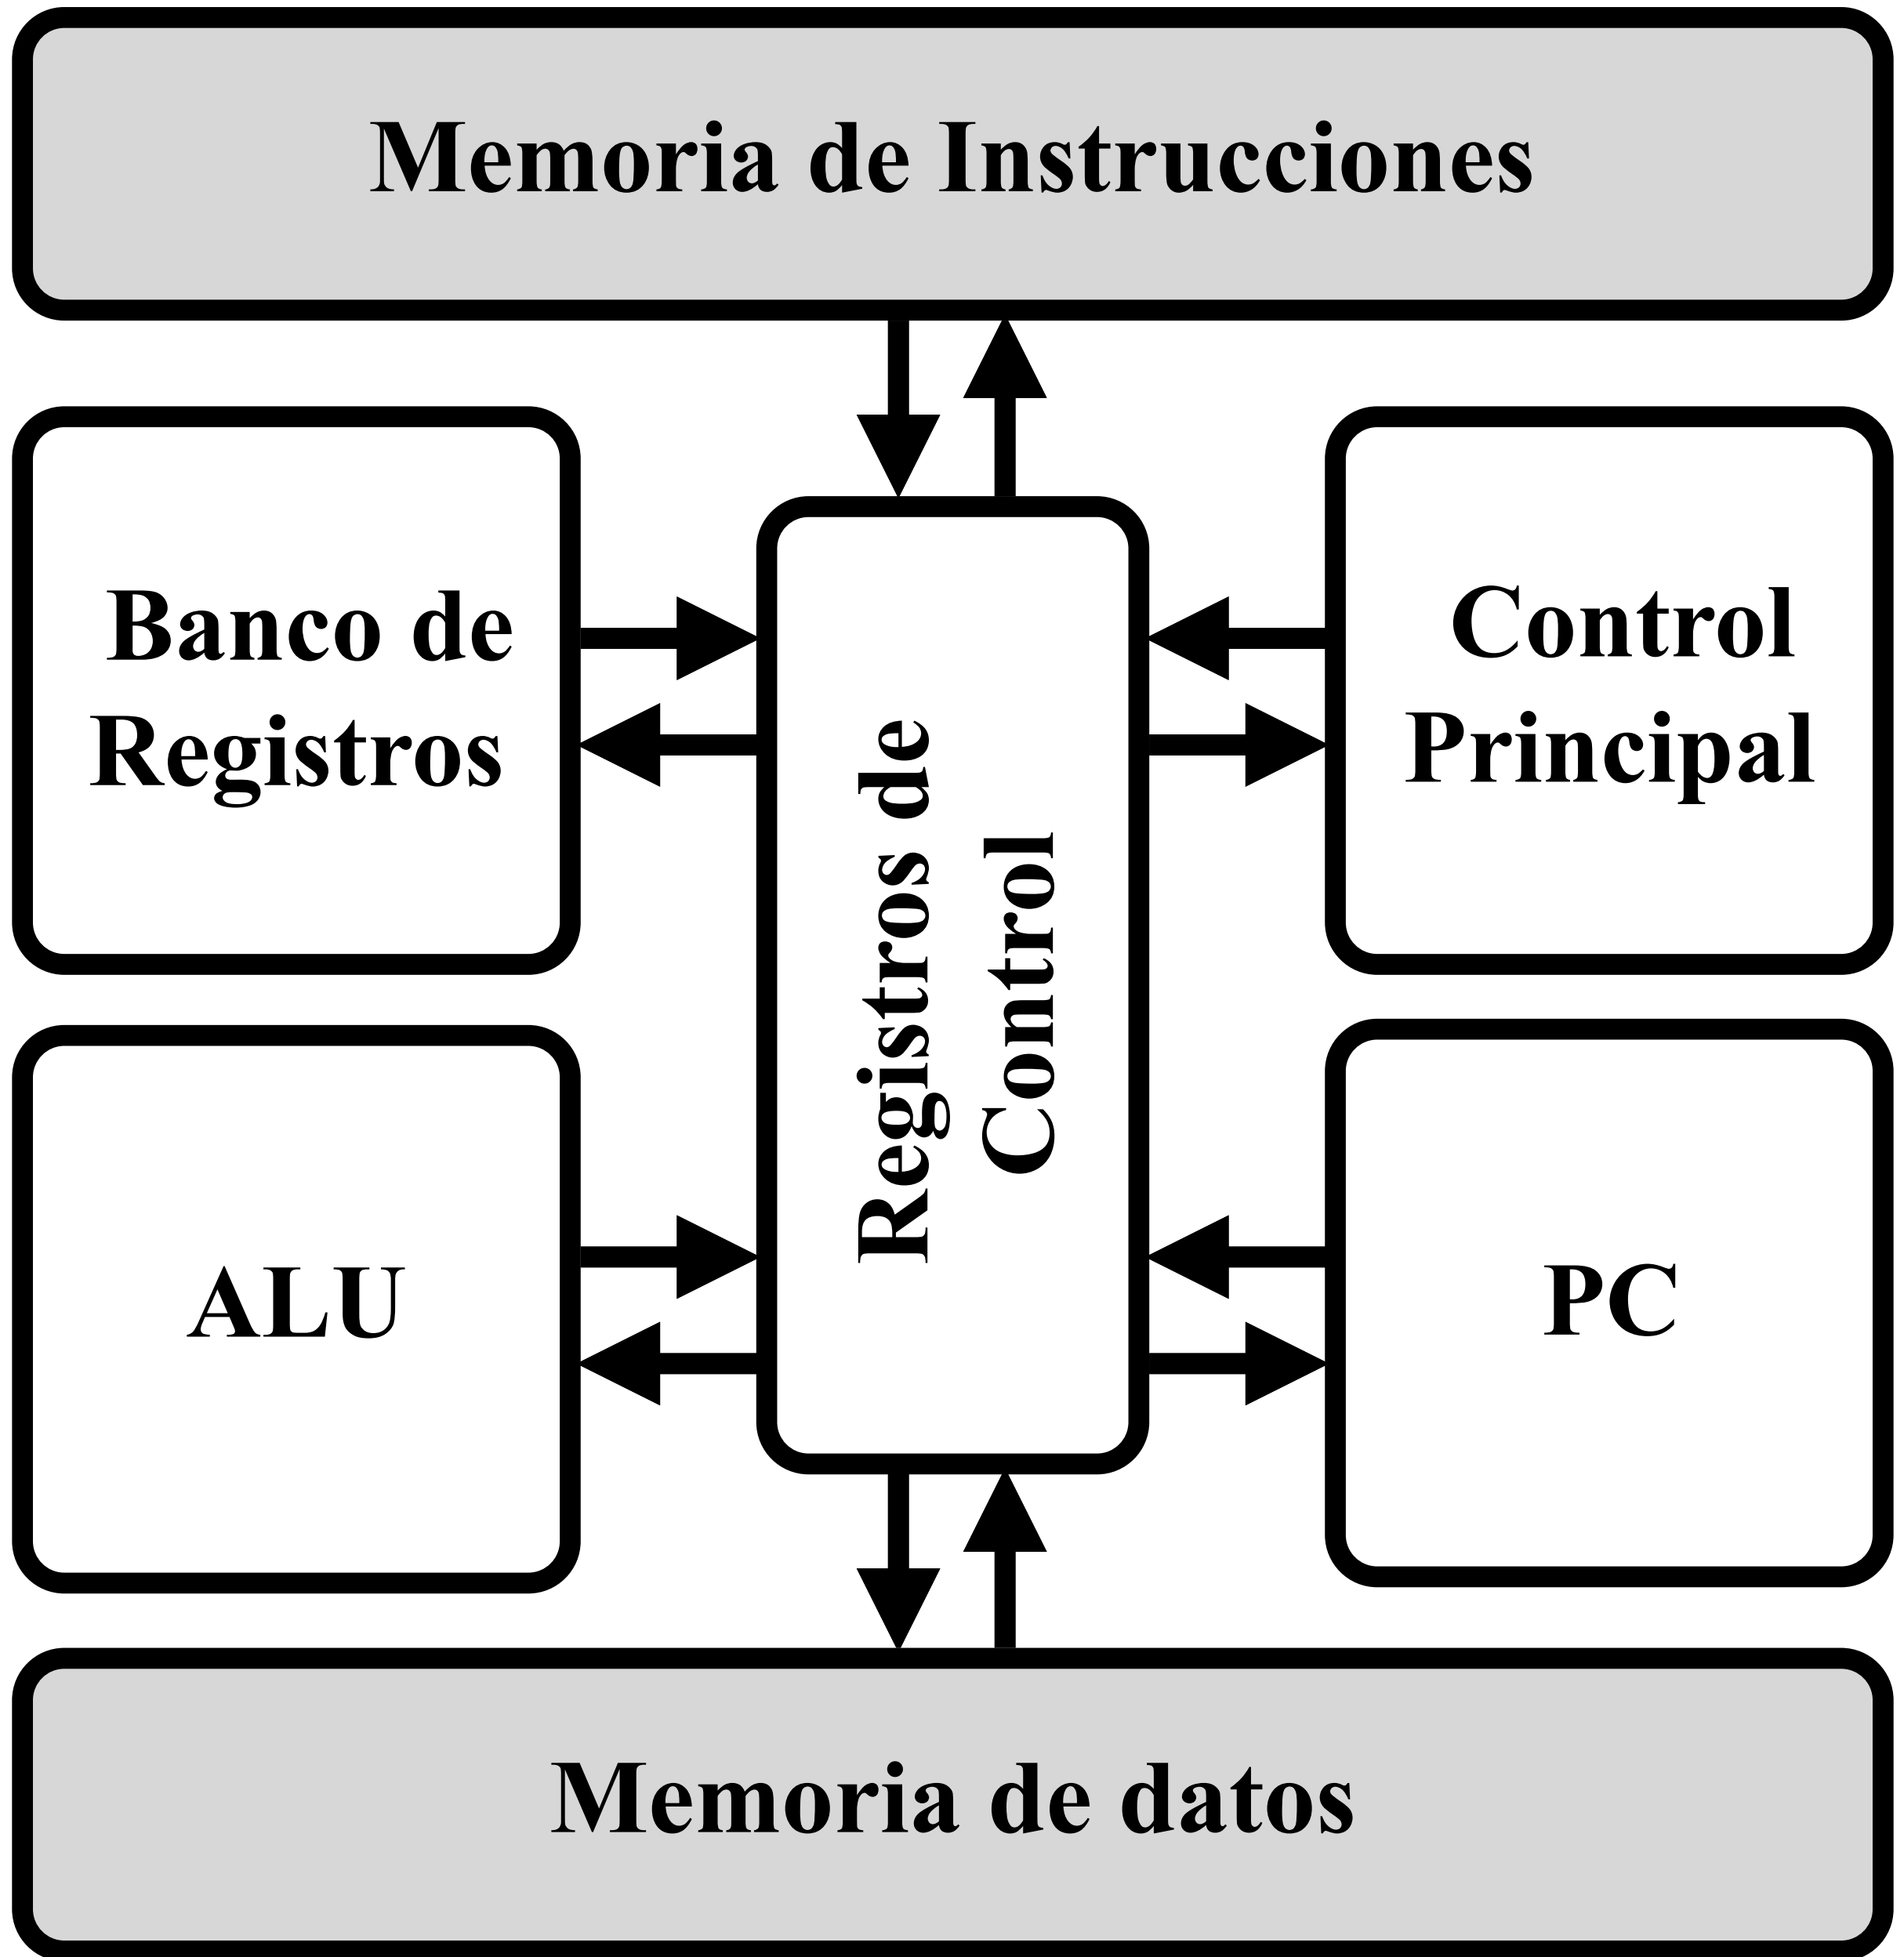 Memoria de Instrucciones
Banco de
Registros
Registros de
Control
Control
Principal
ALU
PC
Memoria de datos